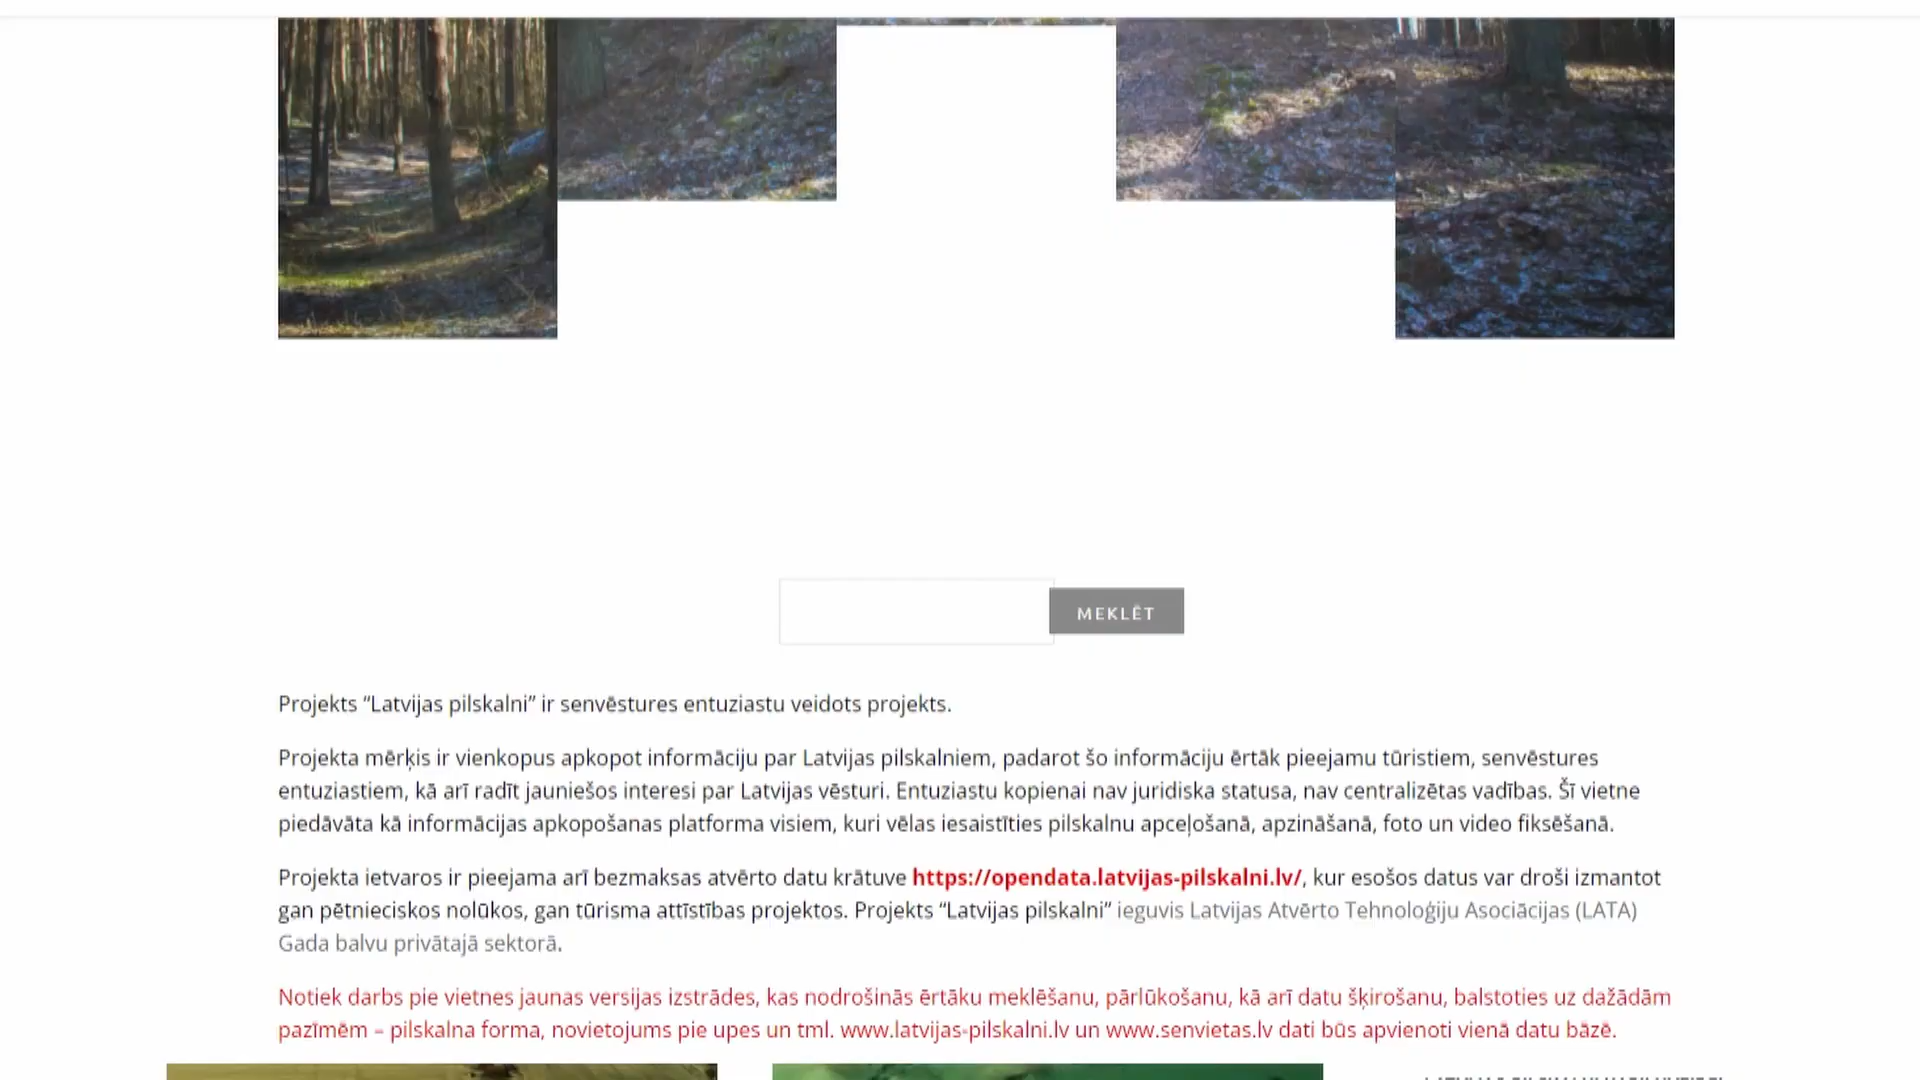 MEKLĒT
Projekts “Latvijas pilskalni” ir senvēstures entuziastu veidots projekts.
Projekta mērķis ir vienkopus apkopot informāciju par Latvijas pilskalniem, padarot šo informāciju ērtāk pieejamu tūristiem, senvēstures
entuziastiem, kā arī radīt jauniešos interesi par Latvijas vēsturi. Entuziastu kopienai nav juridiska statusa, nav centralizētas vadības. Šī vietne
piedāvāta kā informācijas apkopošanas platforma visiem, kuri vēlas iesaistīties pilskalnu apceļošanā, apzināšanā, foto un video fiksēšanā.
Projekta ietvaros ir pieejama arī bezmaksas atvērto datu krātuve https://opendata.latvijas-pilskalni.lv/, kur esošos datus var droši izmantot
gan pētnieciskos nolūkos, gan tūrisma attīstības projektos. Projekts “Latvijas pilskalni” ieguvis Latvijas Atvērto Tehnoloģiju Asociācijas (LATA)
Gada balvu privātajā sektorā.
Notiek darbs pie vietnes jaunas versijas izstrādes, kas nodrošinās ērtāku meklēšanu, pārlūkošanu, kā arī datu šķirošanu, balstoties uz dažādām
pazīmēm – pilskalna forma, novietojums pie upes un tml. www.latvijas-pilskalni.lv un www.senvietas.lv dati būs apvienoti vienā datu bāzē.